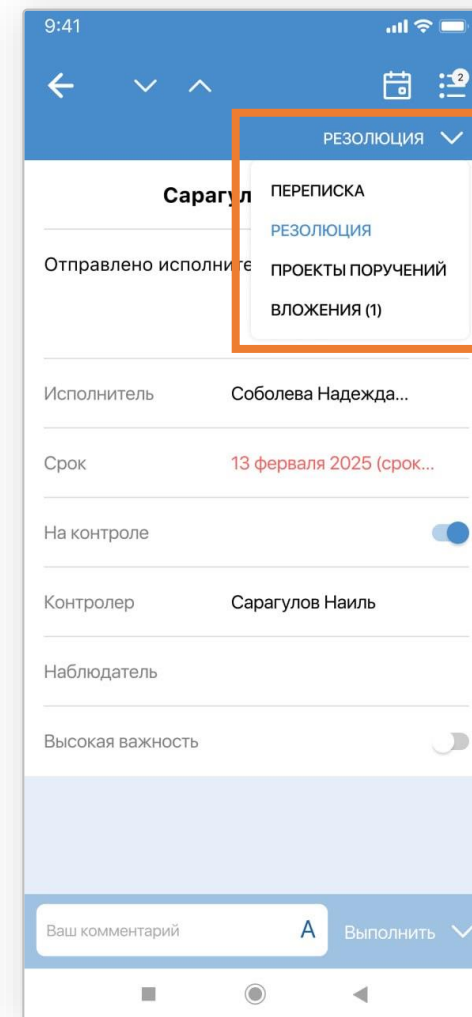 9:41
2
РЕЗОЛЮЦИЯ
ПЕРЕПИСКА
РЕЗОЛЮЦИЯ
ПРОЕКТЫ ПОРУЧЕНИЙ
ВЛОЖЕНИЯ (1)
Сарагул
Отправлено исполните
Исполнитель Соболева Надежда...
Срок 13 ферваля 2025 (срок...
На контроле
Контролер Сарагулов Наиль
Наблюдатель
Высокая важность
Ваш комментарий A Выполнить